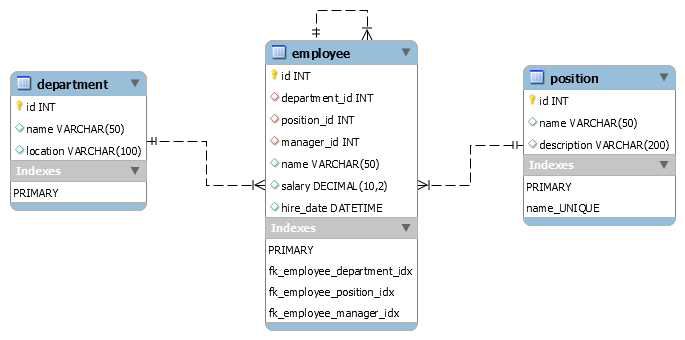 department
id INT
name VARCHAR(50)
location VARCHAR(100)
Indexes
PRIMARY
employee
id INT
department_id INT
position_id INT
manager_id INT
name VARCHAR(50)
salary DECIMAL(10,2)
hire_date DATETIME
Indexes
PRIMARY
fk_employee_department_idx
fk_employee_position_idx
fk_employee_manager_idx
position
id INT
name VARCHAR(50)
description VARCHAR(200)
Indexes
PRIMARY
name_UNIQUE